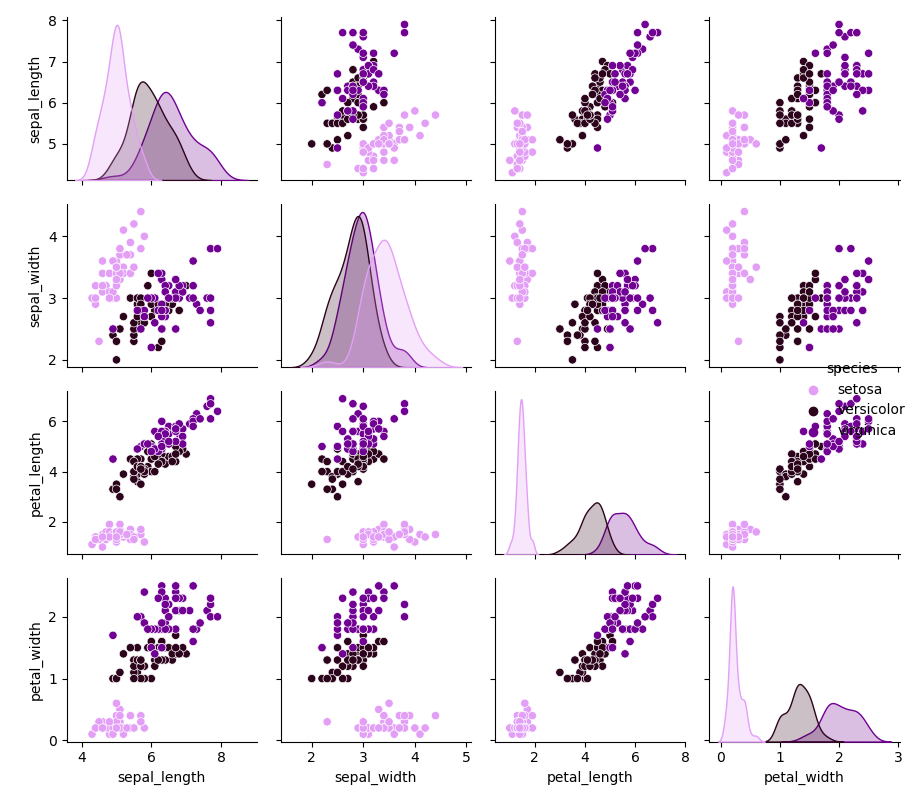 8
7
6
5
sepal_length
4
3
2
sepal_width
species
setosa
versicolor
virginica
6
4
2
petal_length
2
1
0
petal_width
4 6 8 2 3 4 5 2 4 6 8 0 1 2 3
sepal_length sepal_width petal_length petal_width